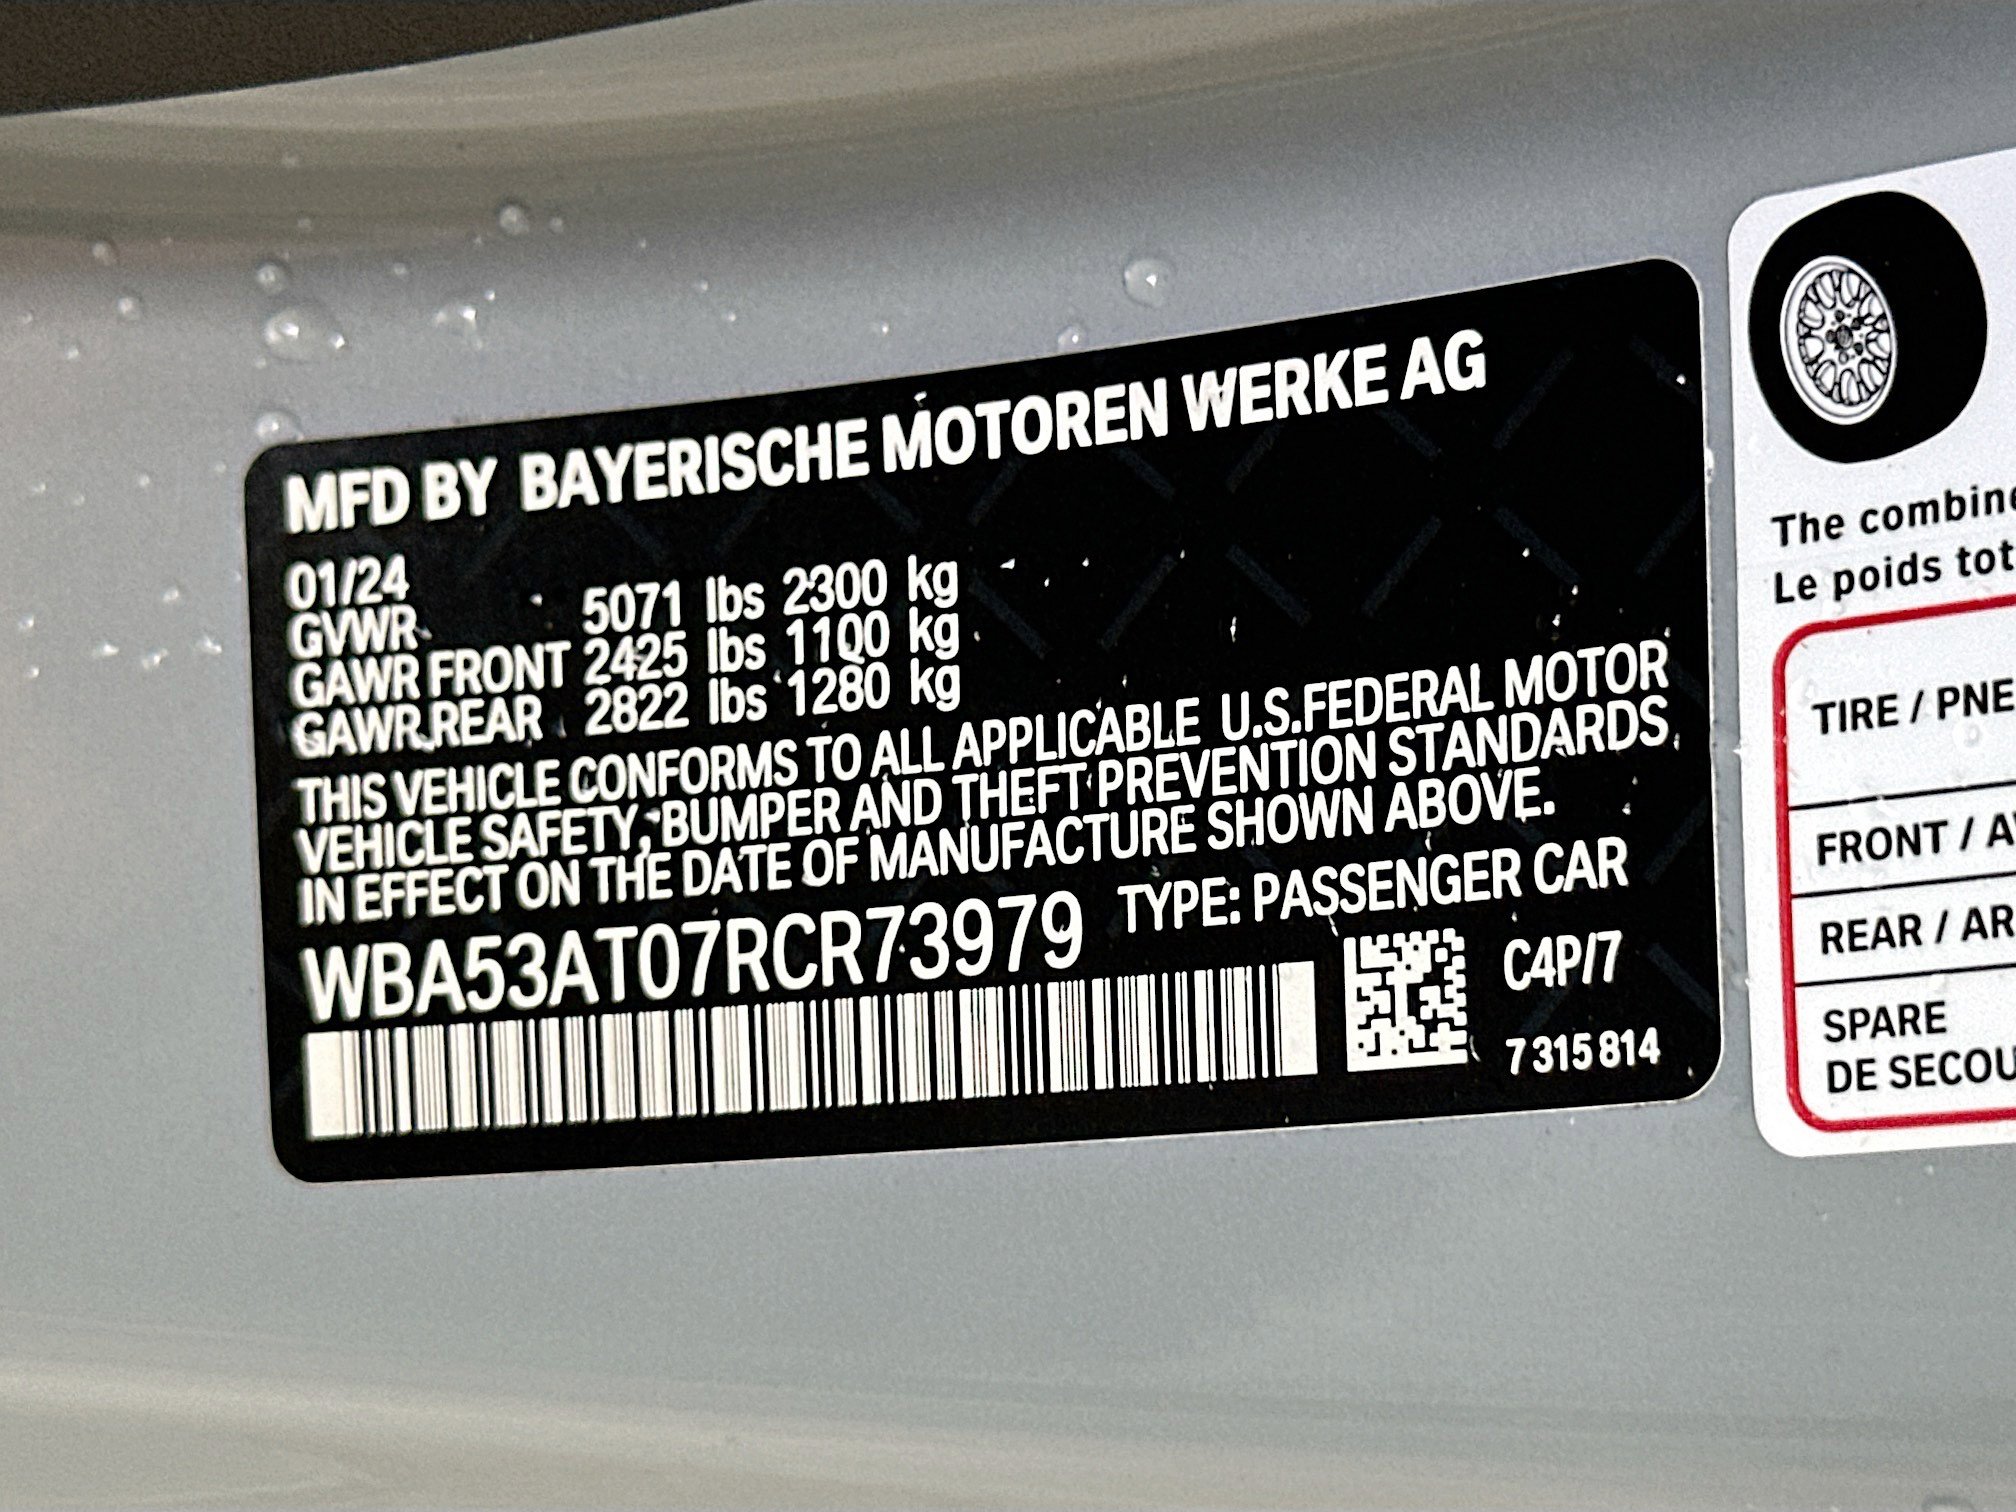 MFD BY BAYERISCHE MOTOREN WERKE AG
01/24
GVWR 5071 lbs 2300 kg
GAWR FRONT 2425 lbs 1100 kg
GAWR REAR 2822 lbs 1280 kg
THIS VEHICLE CONFORMS TO ALL APPLICABLE U.S.FEDERAL MOTOR
VEHICLE SAFETY, BUMPER AND THEFT PREVENTION STANDARDS
IN EFFECT ON THE DATE OF MANUFACTURE SHOWN ABOVE.
WBA53AT07RCR73979 TYPE: PASSENGER CAR
C4P/7
7 315 814
The combin
Le poids tot
TIRE / PNE
FRONT / A
REAR / AR
SPARE
DE SECOU